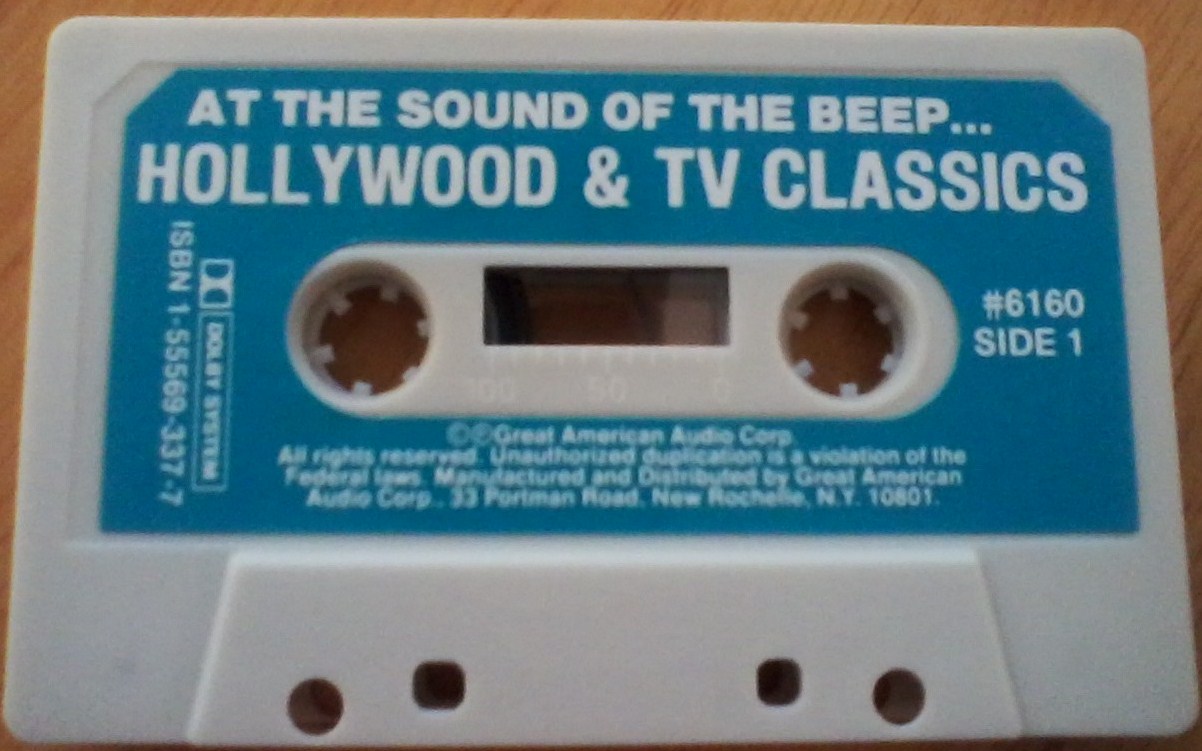 AT THE SOUND OF THE BEEP...
HOLLYWOOD & TV CLASSICS
ISBN 1-55569-337-7
DOLBY SYSTEM
#6160
SIDE 1
100 50 0
©℗Great American Audio Corp.
All rights reserved. Unauthorized duplication is a violation of the
Federal laws. Manufactured and Distributed by Great American
Audio Corp., 33 Portman Road, New Rochelle, N.Y. 10801.